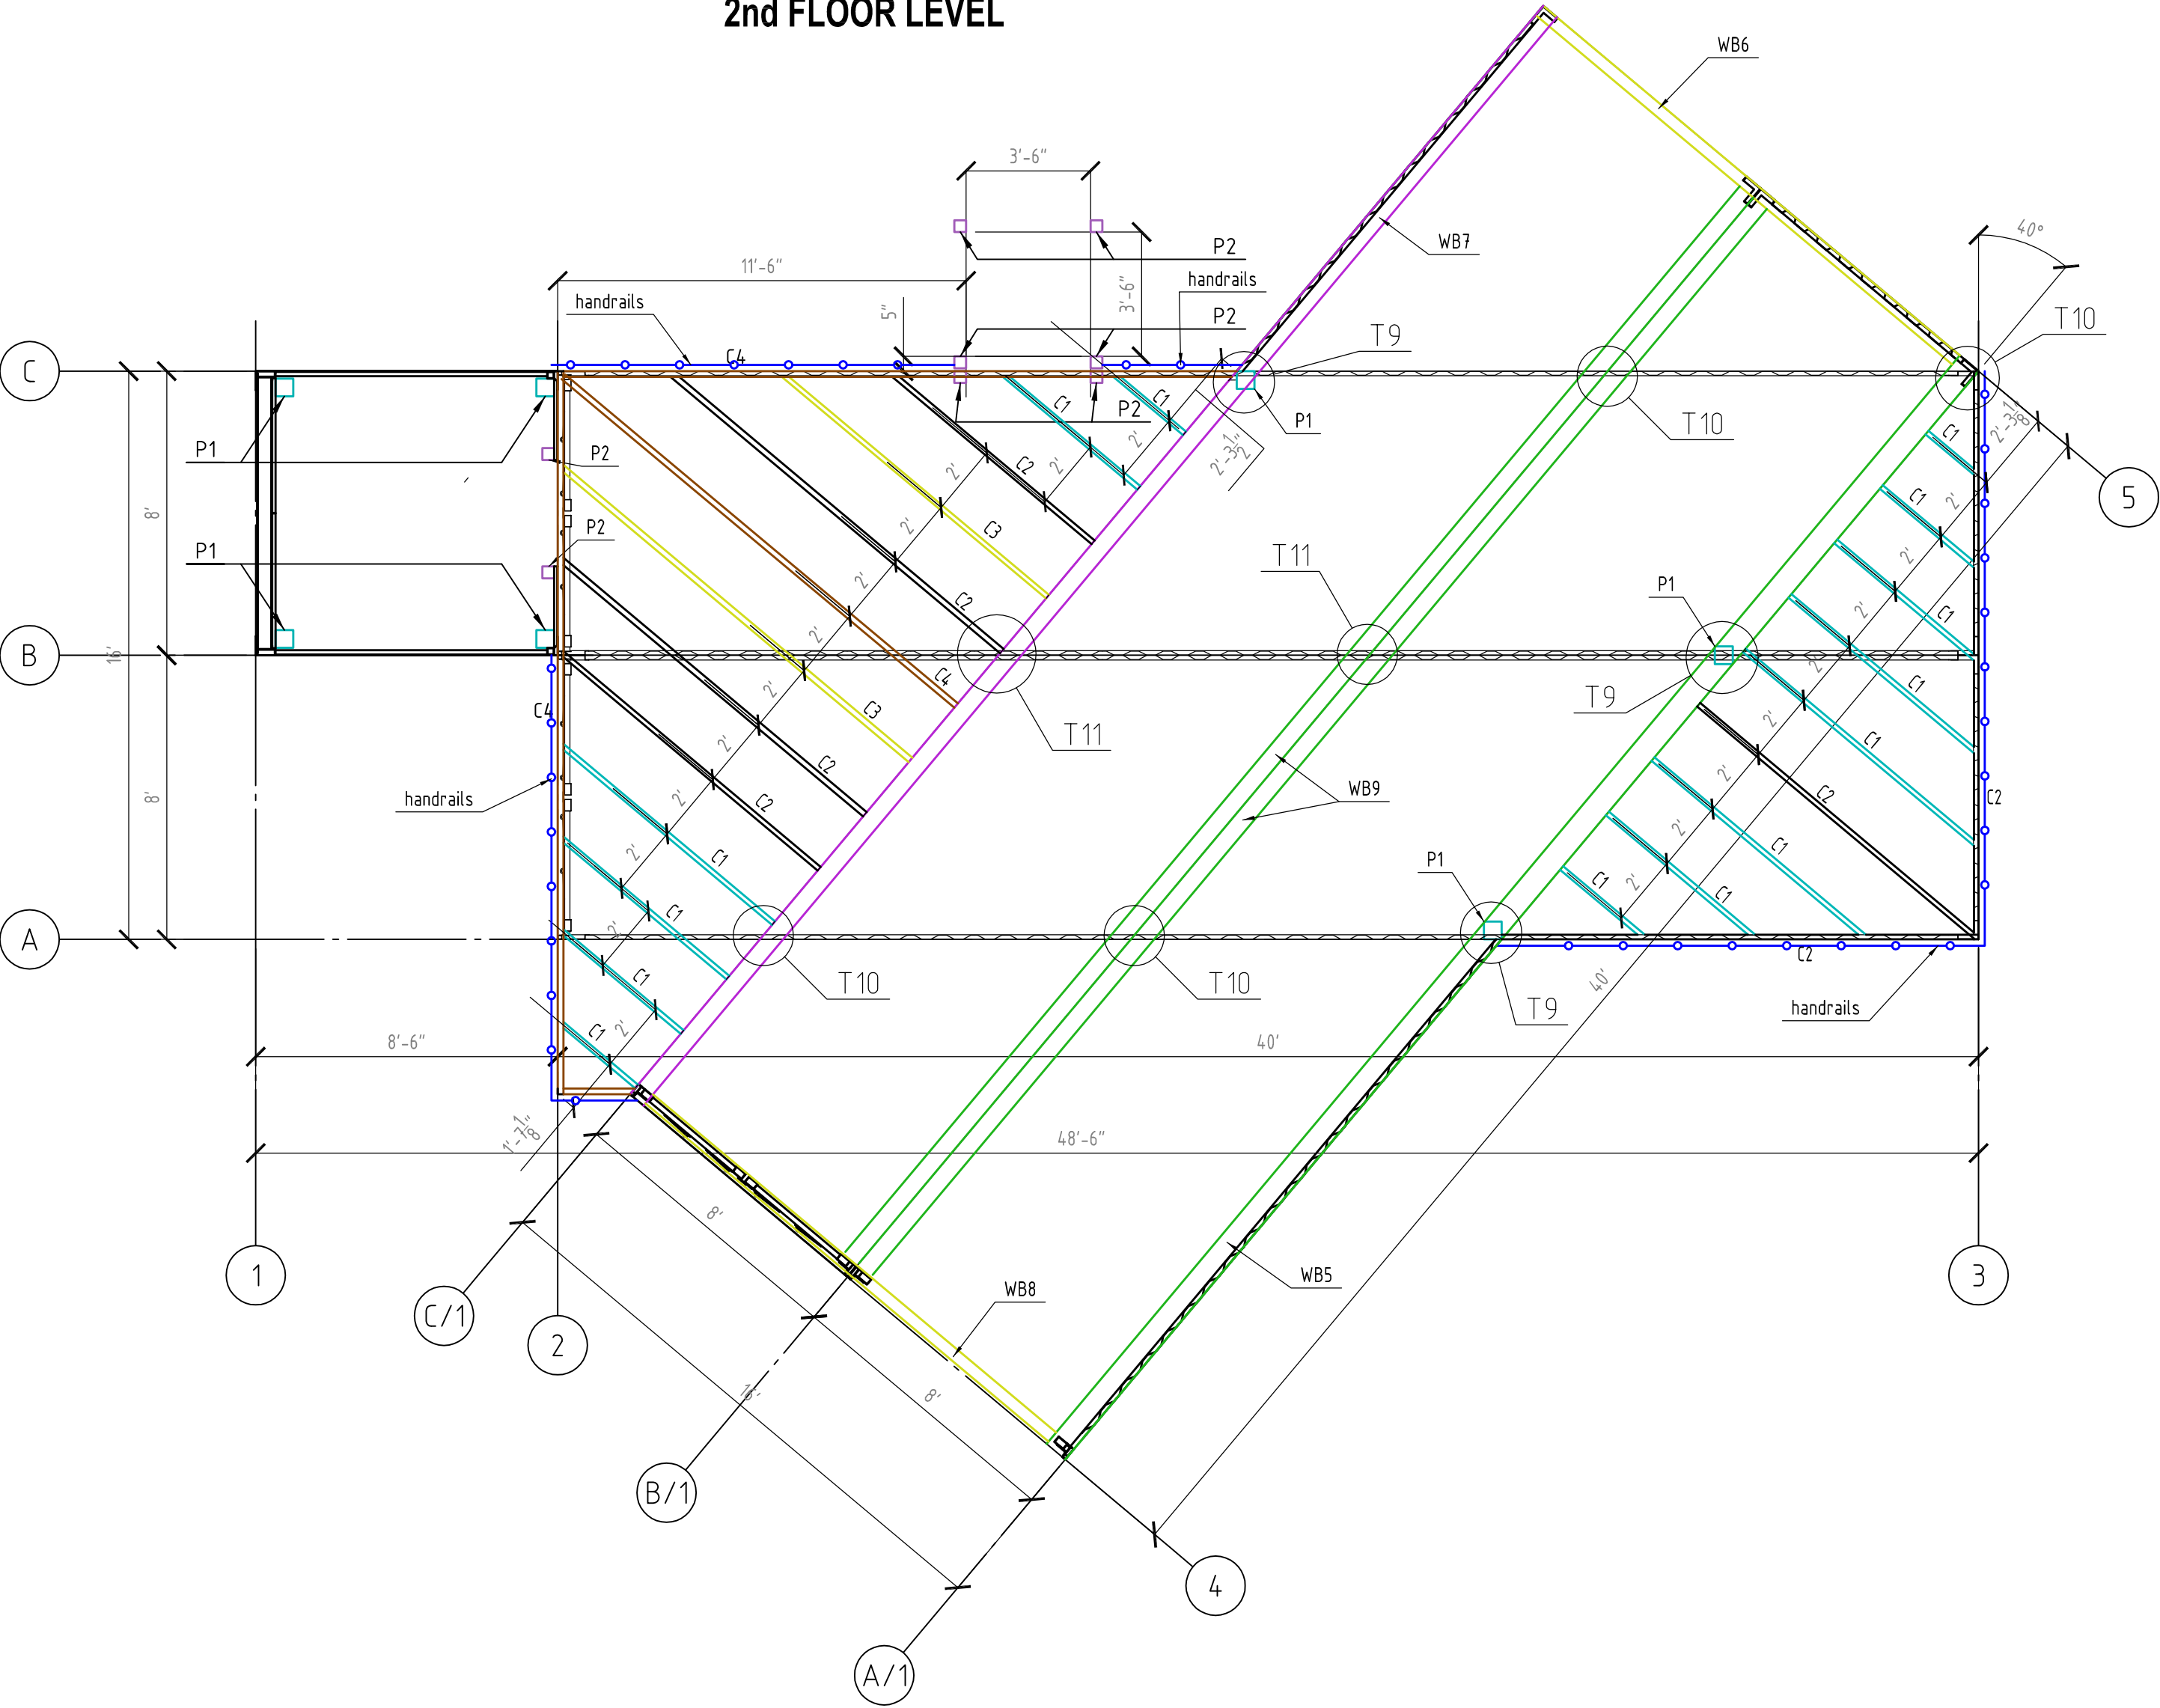 2nd FLOOR LEVEL
WB6
3'-6"
40°
WB7
P2
11'-6"
handrails
handrails
3'-6"
5"
P2
T10
T9
C4
C
C1
C1
P2
P1
T10
2'-3 1/8"
C1
2'
2'-3 1/2"
P1
P2
C2
2'
2'
C1
2'
5
8'
P2
C3
2'
C1
2'
P1
T11
2'
P1
C2
2'
C1
2'
B
16'
C4
C3
T9
C1
2'
C4
2'
T11
C1
2'
C2
2'
handrails
8'
2'
C2
WB9
2'
C2
C2
C1
2'
C1
2'
P1
C1
2'
C1
C1
2'
A
C1
T10
T10
40'
C2
handrails
T9
C1
2'
8'-6"
40'
1'-7 1/8"
48'-6"
8'
1
C/1
2
WB8
WB5
3
16'
8'
B/1
4
A/1